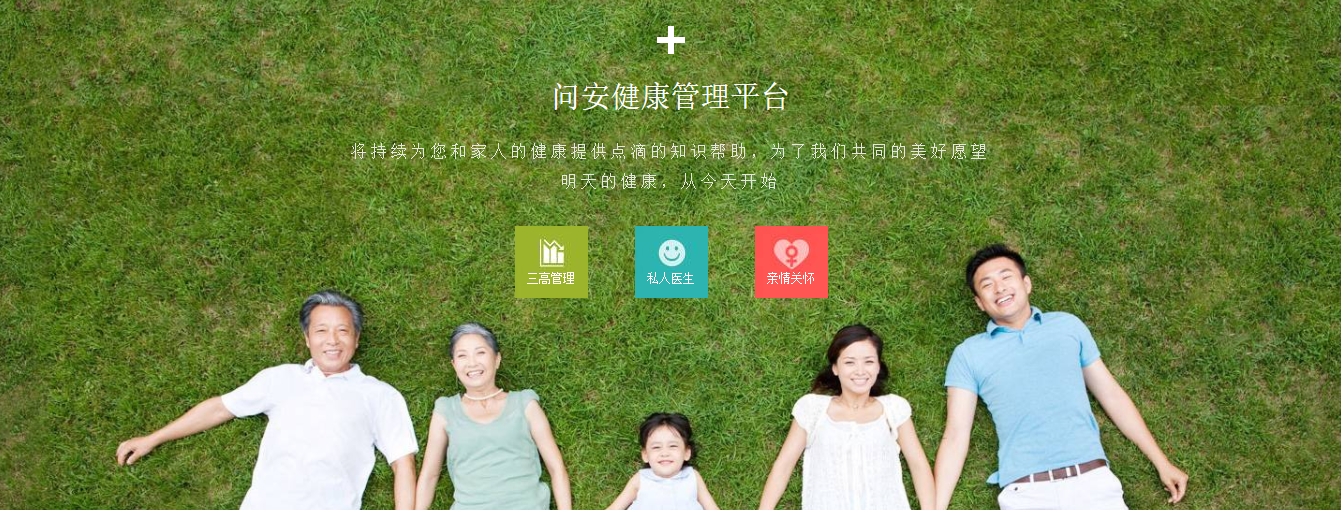 问安健康管理平台
将持续为您和家人的健康提供点滴的知识帮助，为了我们共同的美好愿望
明天的健康，从今天开始
三高管理
私人医生
亲情关怀